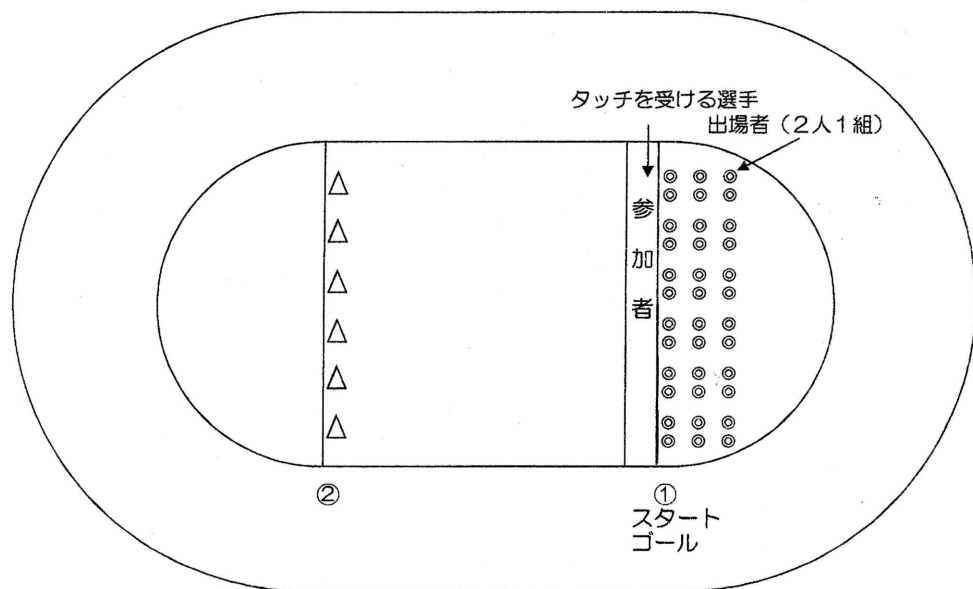 タッチを受ける選手
出場者（２人１組）
参
加
者
②
①
スタート
ゴール